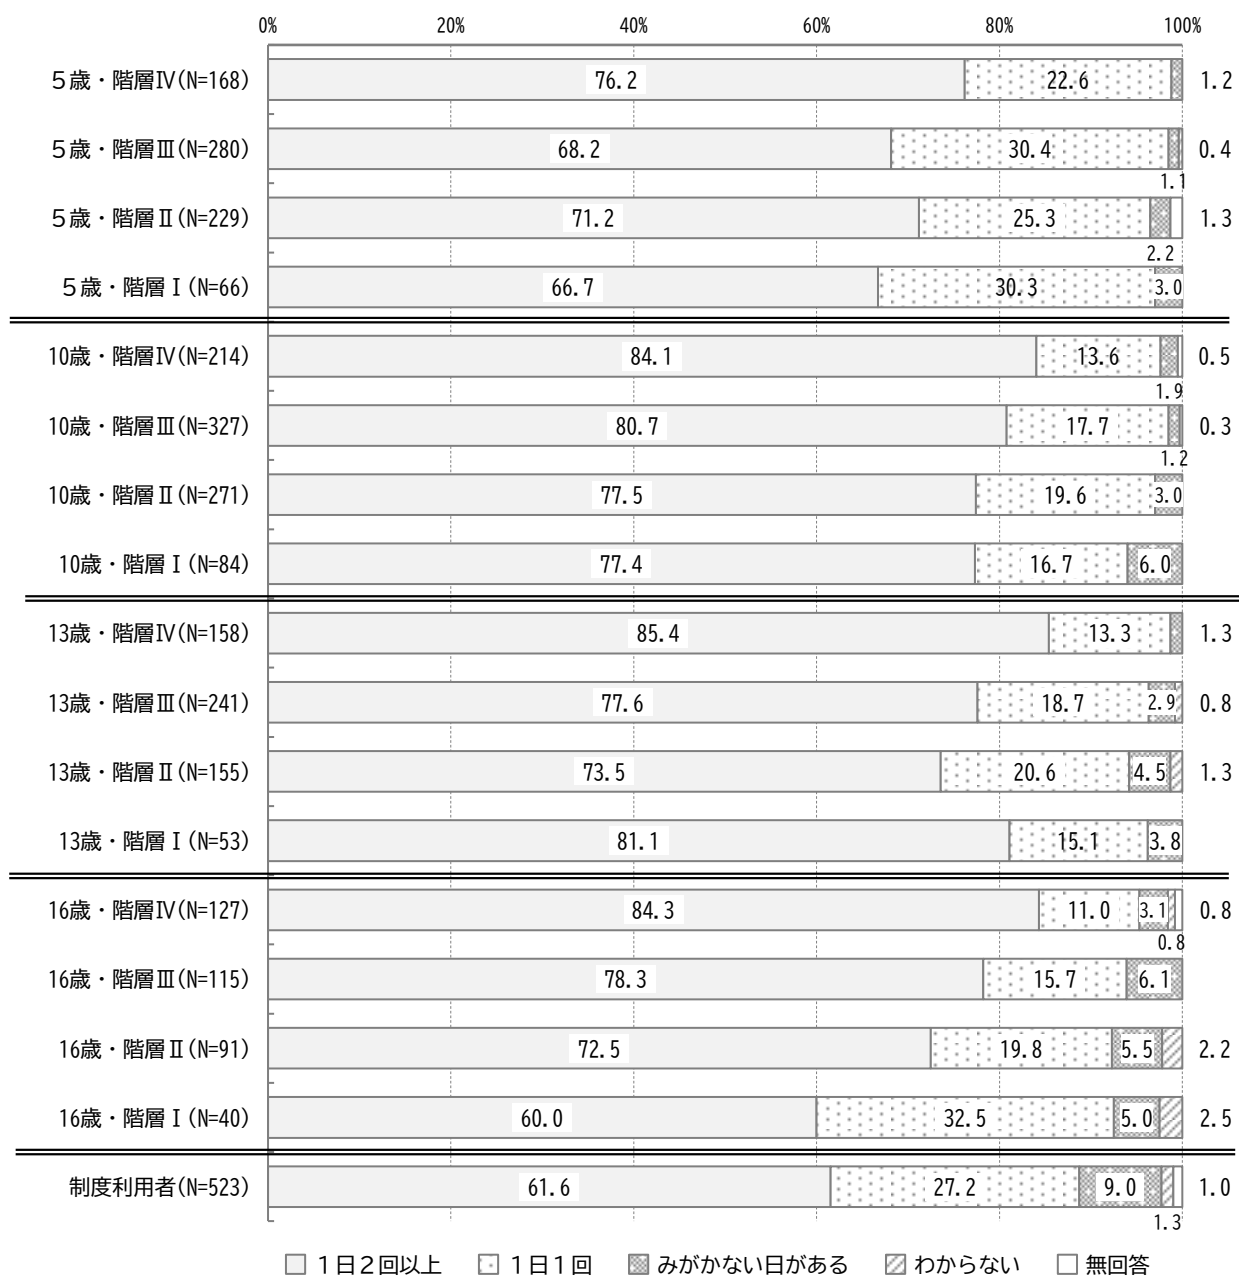 0% 20% 40% 60% 80% 100%
5歳・階層Ⅳ(N=168) 76.2 22.6 1.2
5歳・階層Ⅲ(N=280) 68.2 30.4 0.4
1.1
5歳・階層Ⅱ(N=229) 71.2 25.3 1.3
2.2
5歳・階層Ⅰ(N=66) 66.7 30.3 3.0
10歳・階層Ⅳ(N=214) 84.1 13.6 0.5
1.9
10歳・階層Ⅲ(N=327) 80.7 17.7 0.3
1.2
10歳・階層Ⅱ(N=271) 77.5 19.6 3.0
10歳・階層Ⅰ(N=84) 77.4 16.7 6.0
13歳・階層Ⅳ(N=158) 85.4 13.3 1.3
13歳・階層Ⅲ(N=241) 77.6 18.7 2.9 0.8
13歳・階層Ⅱ(N=155) 73.5 20.6 4.5 1.3
13歳・階層Ⅰ(N=53) 81.1 15.1 3.8
16歳・階層Ⅳ(N=127) 84.3 11.0 3.1 0.8
0.8
16歳・階層Ⅲ(N=115) 78.3 15.7 6.1
16歳・階層Ⅱ(N=91) 72.5 19.8 5.5 2.2
16歳・階層Ⅰ(N=40) 60.0 32.5 5.0 2.5
制度利用者(N=523) 61.6 27.2 9.0 1.0
1.3
１日２回以上 １日１回 みがかない日がある わからない 無回答